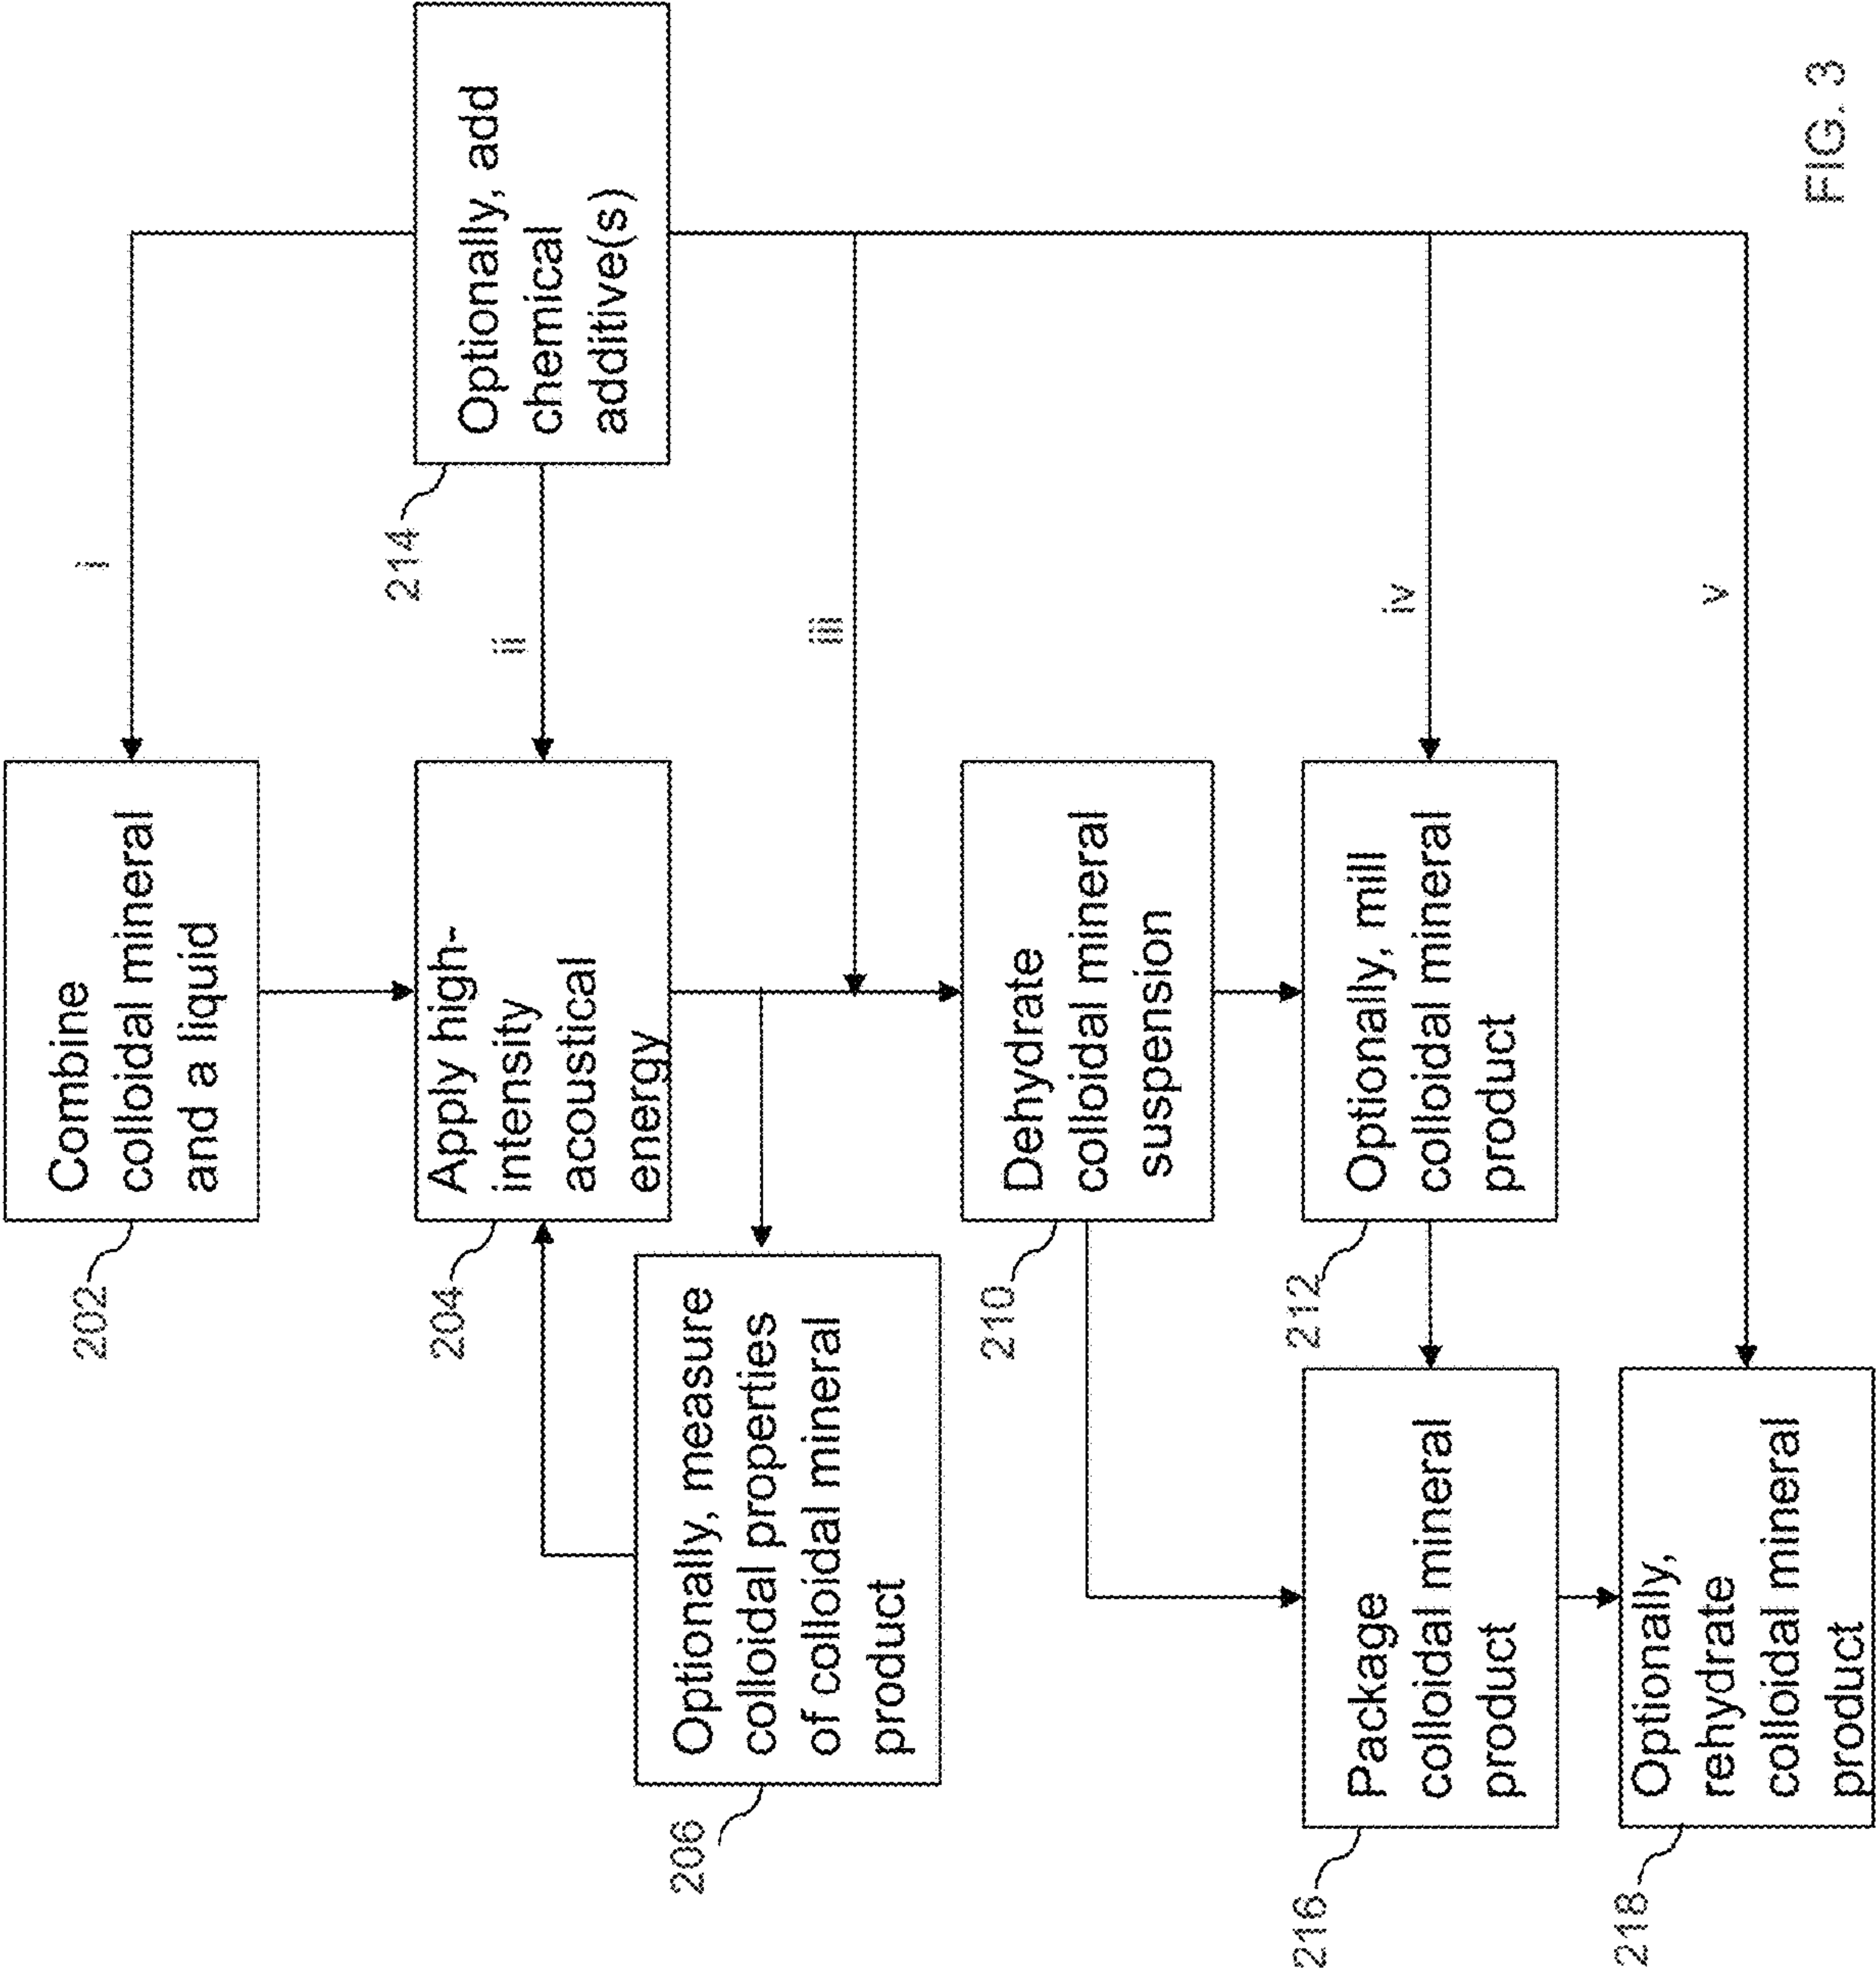 Combine
colloidal mineral
and a liquid
202
i
Optionally, add
chemical
additive(s)
214
ii
Apply high-
intensity
acoustical
energy
204
Optionally, measure
colloidal properties
of colloidal mineral
product
206
iii
Dehydrate
colloidal mineral
suspension
210
iv
Optionally, mill
colloidal mineral
product
212
Package
colloidal mineral
product
216
v
Optionally,
rehydrate
colloidal mineral
product
218
FIG. 3